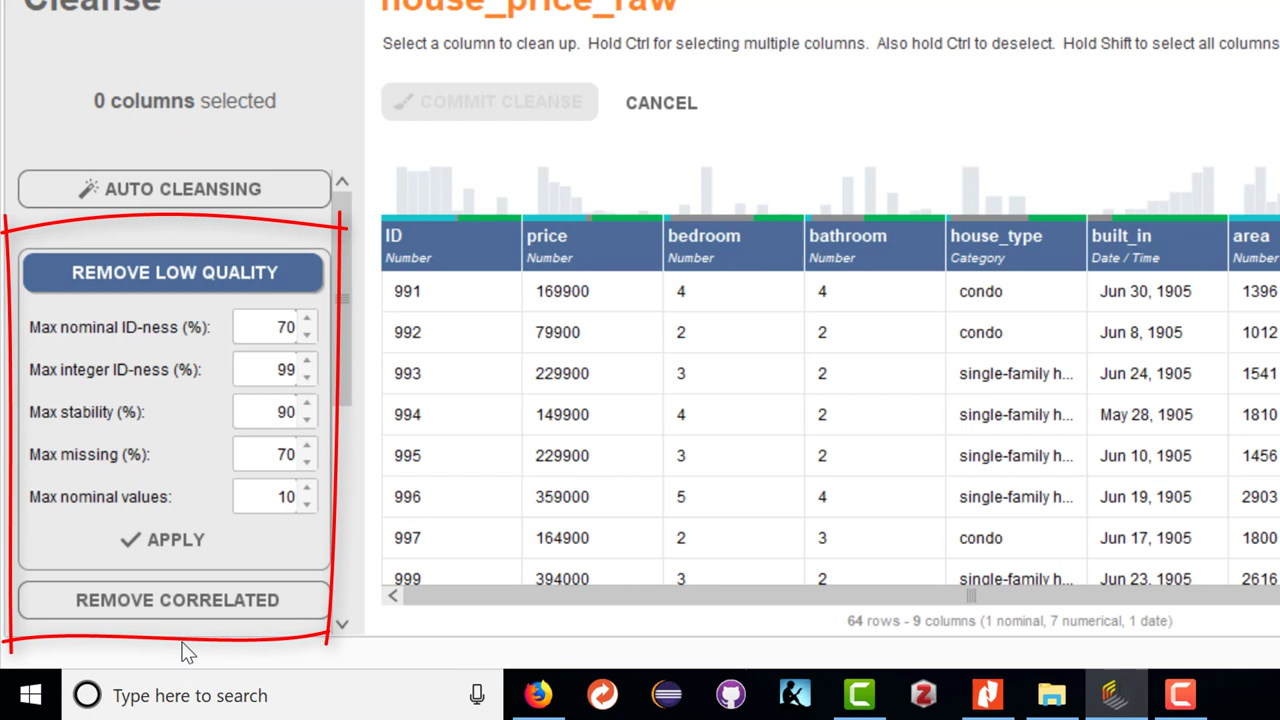 Cleanse
0 columns selected
AUTO CLEANSING
REMOVE LOW QUALITY
Max nominal ID-ness (%): 70
Max integer ID-ness (%): 99
Max stability (%): 90
Max missing (%): 70
Max nominal values: 10
APPLY
REMOVE CORRELATED
house_price_raw
Select a column to clean up. Hold Ctrl for selecting multiple columns. Also hold Ctrl to deselect. Hold Shift to select all columns
COMMIT CLEANSE CANCEL
ID price bedroom bathroom house_type built_in area
Number Number Number Number Category Date / Time Number
991 169900 4 4 condo Jun 30, 1905 1396
992 79900 2 2 condo Jun 8, 1905 1012
993 229900 3 2 single-family h... Jun 24, 1905 1541
994 149900 4 2 single-family h... May 28, 1905 1810
995 229900 3 2 single-family h... Jun 10, 1905 1456
996 359000 5 4 single-family h... Jun 19, 1905 2903
997 164900 2 3 condo Jun 17, 1905 1800
999 394000 3 2 single-family h... Jun 23, 1905 2616
64 rows - 9 columns (1 nominal, 7 numerical, 1 date)
Type here to search